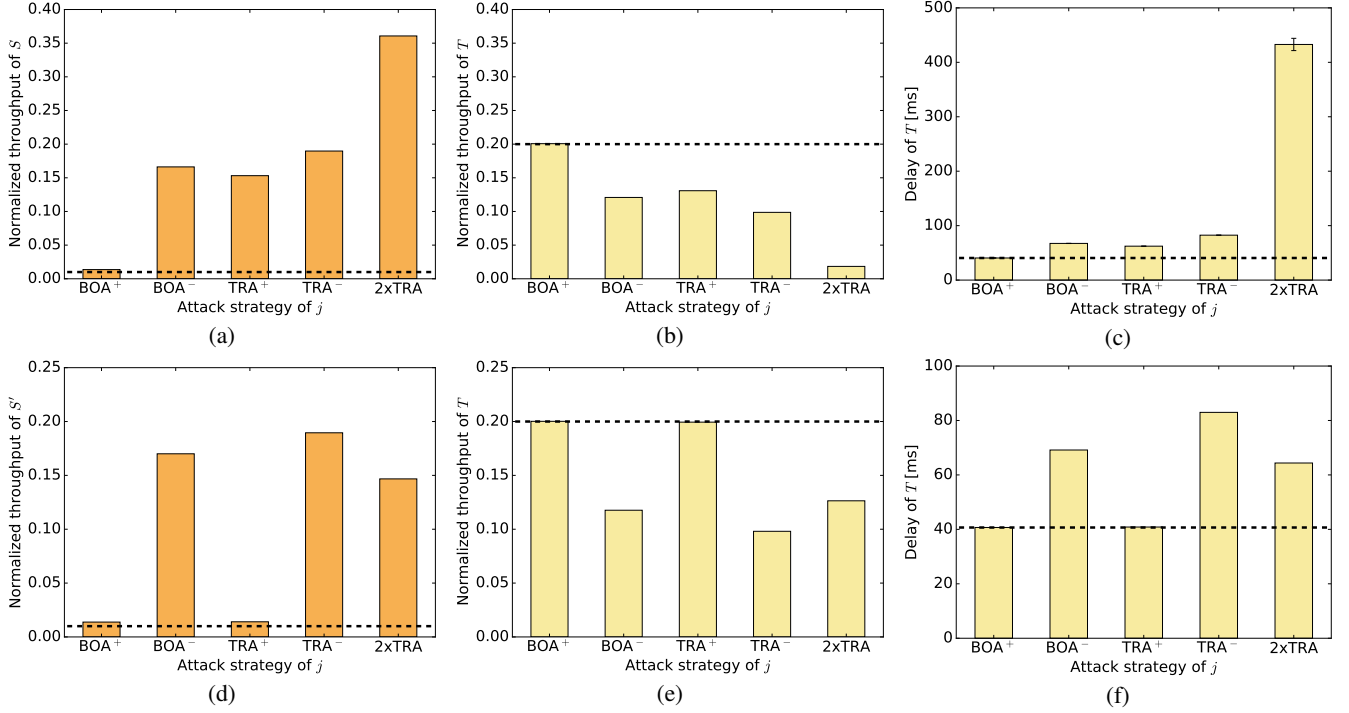 0.40
0.35
0.30
0.25
0.20
0.15
0.10
0.05
0.00
Normalized throughput of S
BOA⁺ BOA⁻ TRA⁺ TRA⁻ 2xTRA
Attack strategy of j
(a)
0.40
0.35
0.30
0.25
0.20
0.15
0.10
0.05
0.00
Normalized throughput of T
BOA⁺ BOA⁻ TRA⁺ TRA⁻ 2xTRA
Attack strategy of j
(b)
500
400
300
200
100
0
Delay of T [ms]
BOA⁺ BOA⁻ TRA⁺ TRA⁻ 2xTRA
Attack strategy of j
(c)
0.25
0.20
0.15
0.10
0.05
0.00
Normalized throughput of S′
BOA⁺ BOA⁻ TRA⁺ TRA⁻ 2xTRA
Attack strategy of j
(d)
0.25
0.20
0.15
0.10
0.05
0.00
Normalized throughput of T
BOA⁺ BOA⁻ TRA⁺ TRA⁻ 2xTRA
Attack strategy of j
(e)
100
80
60
40
20
0
Delay of T [ms]
BOA⁺ BOA⁻ TRA⁺ TRA⁻ 2xTRA
Attack strategy of j
(f)